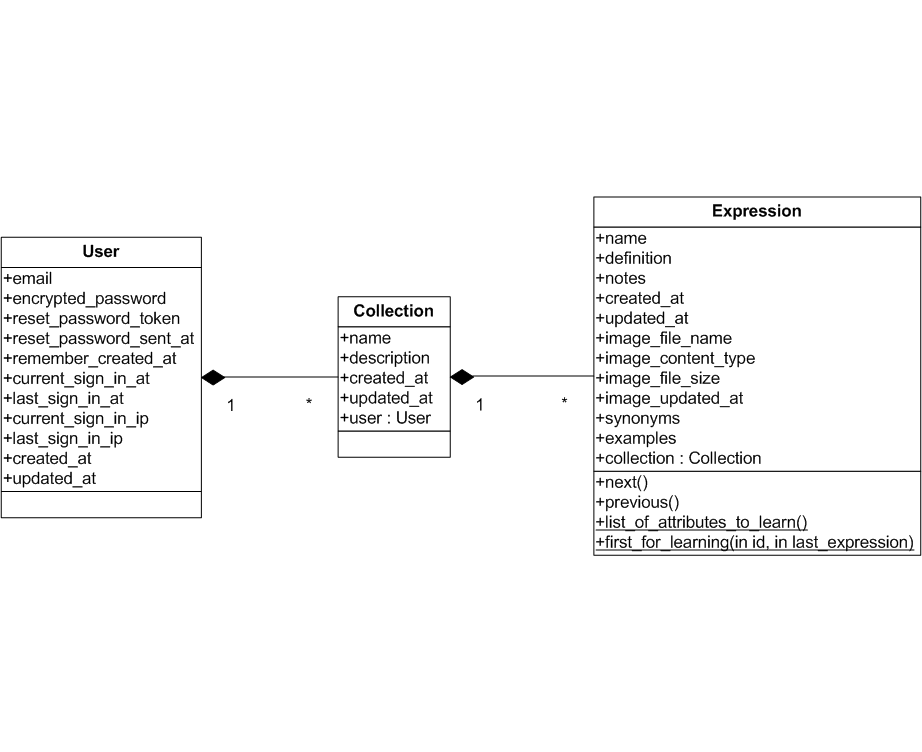 User
+email
+encrypted_password
+reset_password_token
+reset_password_sent_at
+remember_created_at
+current_sign_in_at
+last_sign_in_at
+current_sign_in_ip
+last_sign_in_ip
+created_at
+updated_at
1
*
Collection
+name
+description
+created_at
+updated_at
+user : User
1
*
Expression
+name
+definition
+notes
+created_at
+updated_at
+image_file_name
+image_content_type
+image_file_size
+image_updated_at
+synonyms
+examples
+collection : Collection
+next()
+previous()
+list_of_attributes_to_learn()
+first_for_learning(in id, in last_expression)